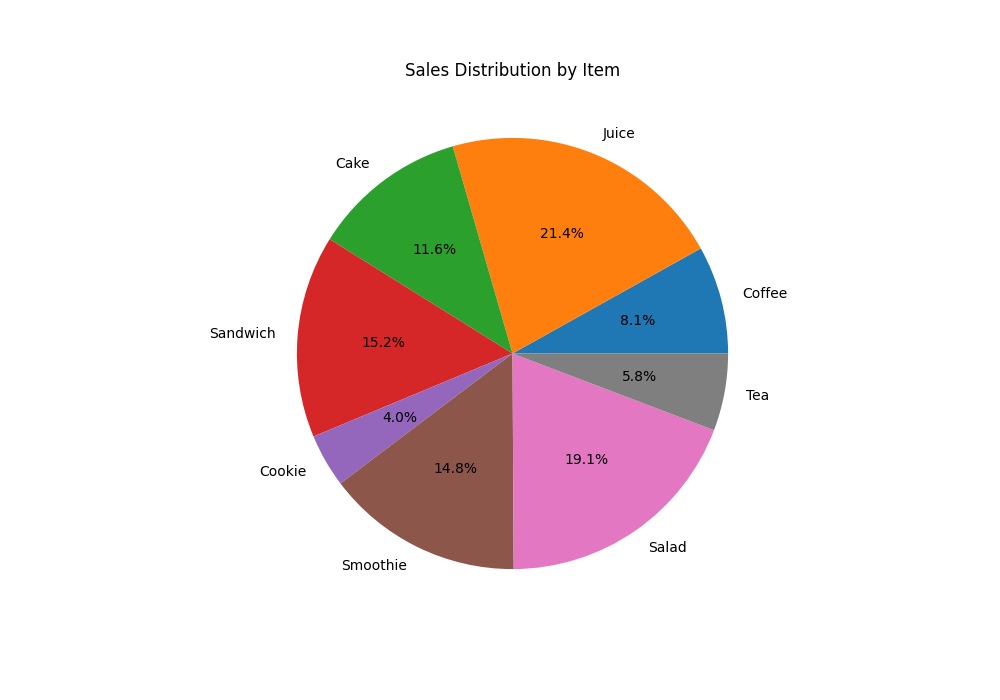 Sales Distribution by Item
Juice
Cake
21.4%
11.6%
Coffee
8.1%
Sandwich
15.2%
5.8%
Tea
4.0%
Cookie
14.8%
19.1%
Salad
Smoothie